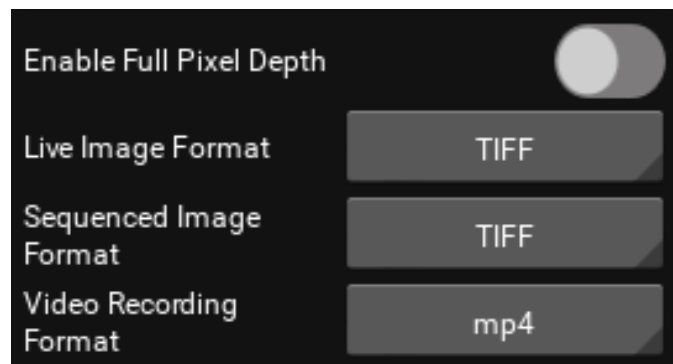 Enable Full Pixel Depth
Live Image Format
TIFF
Sequenced Image
Format
TIFF
Video Recording
Format
mp4